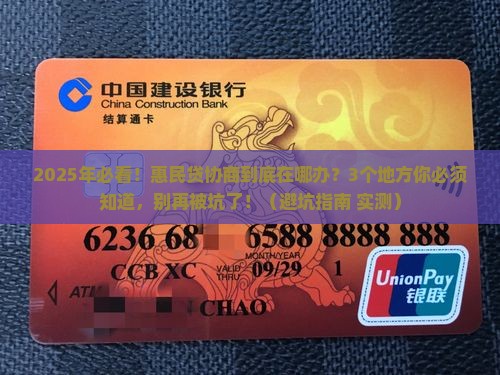 中国建设银行
China Construction Bank
结算通卡
2025年必看！惠民贷协商到底在哪办？3个地方你必须
知道，别再被坑了！（避坑指南 实测）
6236 68 6588 8888 888
CCB XC VALID THRU 09/29 1
ATM
CHAO
UnionPay
银联